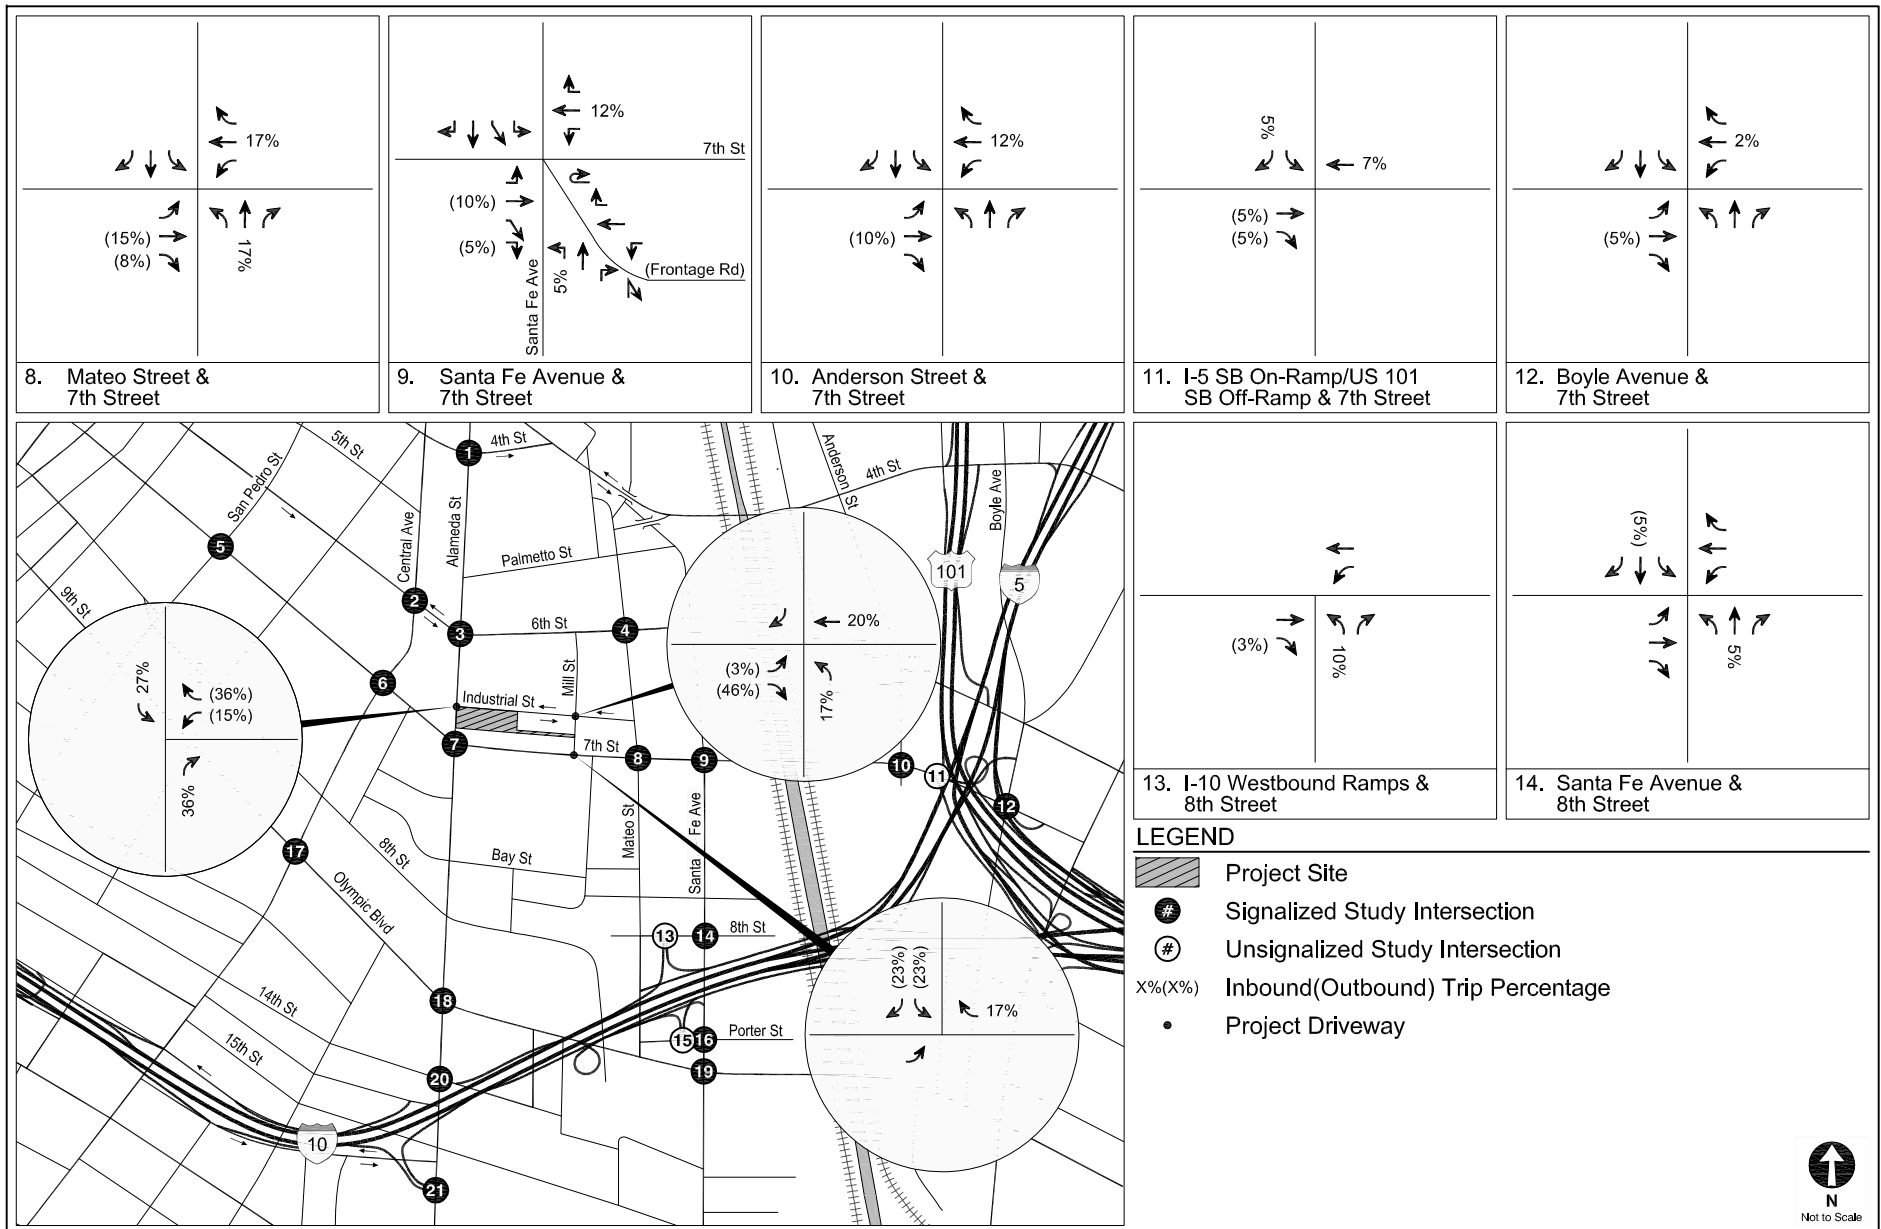 17%
(15%)
(8%)
17%
8. Mateo Street &
7th Street
12%
7th St
(10%)
(5%)
5%
Santa Fe Ave
(Frontage Rd)
9. Santa Fe Avenue &
7th Street
12%
(10%)
10. Anderson Street &
7th Street
5%
7%
(5%)
(5%)
11. I-5 SB On-Ramp/US 101
SB Off-Ramp & 7th Street
2%
(5%)
12. Boyle Avenue &
7th Street
5th St
1
4th St
San Pedro St
Anderson St
4th St
Boyle Ave
Central Ave
Alameda St
5
Palmetto St
101
5
9th St
2
3
6th St
4
20%
(3%)
(46%)
17%
27%
(36%)
(15%)
36%
6
Mill St
Industrial St
7
7th St
8
9
10
11
12
Mateo St
Santa Fe Ave
17
8th St
Bay St
Olympic Blvd
13
14
8th St
(23%)
(23%)
17%
14th St
18
15th St
15
16
Porter St
19
20
10
21
(3%)
10%
13. I-10 Westbound Ramps &
8th Street
(5%)
5%
14. Santa Fe Avenue &
8th Street
LEGEND
Project Site
# Signalized Study Intersection
# Unsignalized Study Intersection
X%(X%) Inbound(Outbound) Trip Percentage
Project Driveway
N
Not to Scale